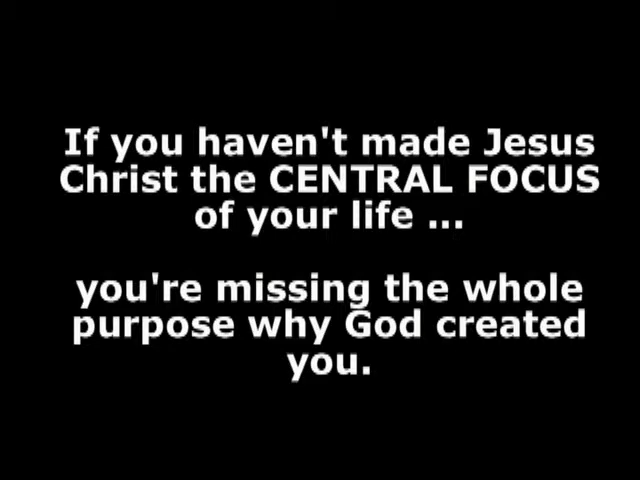 If you haven't made Jesus
Christ the CENTRAL FOCUS
of your life ...
you're missing the whole
purpose why God created
you.